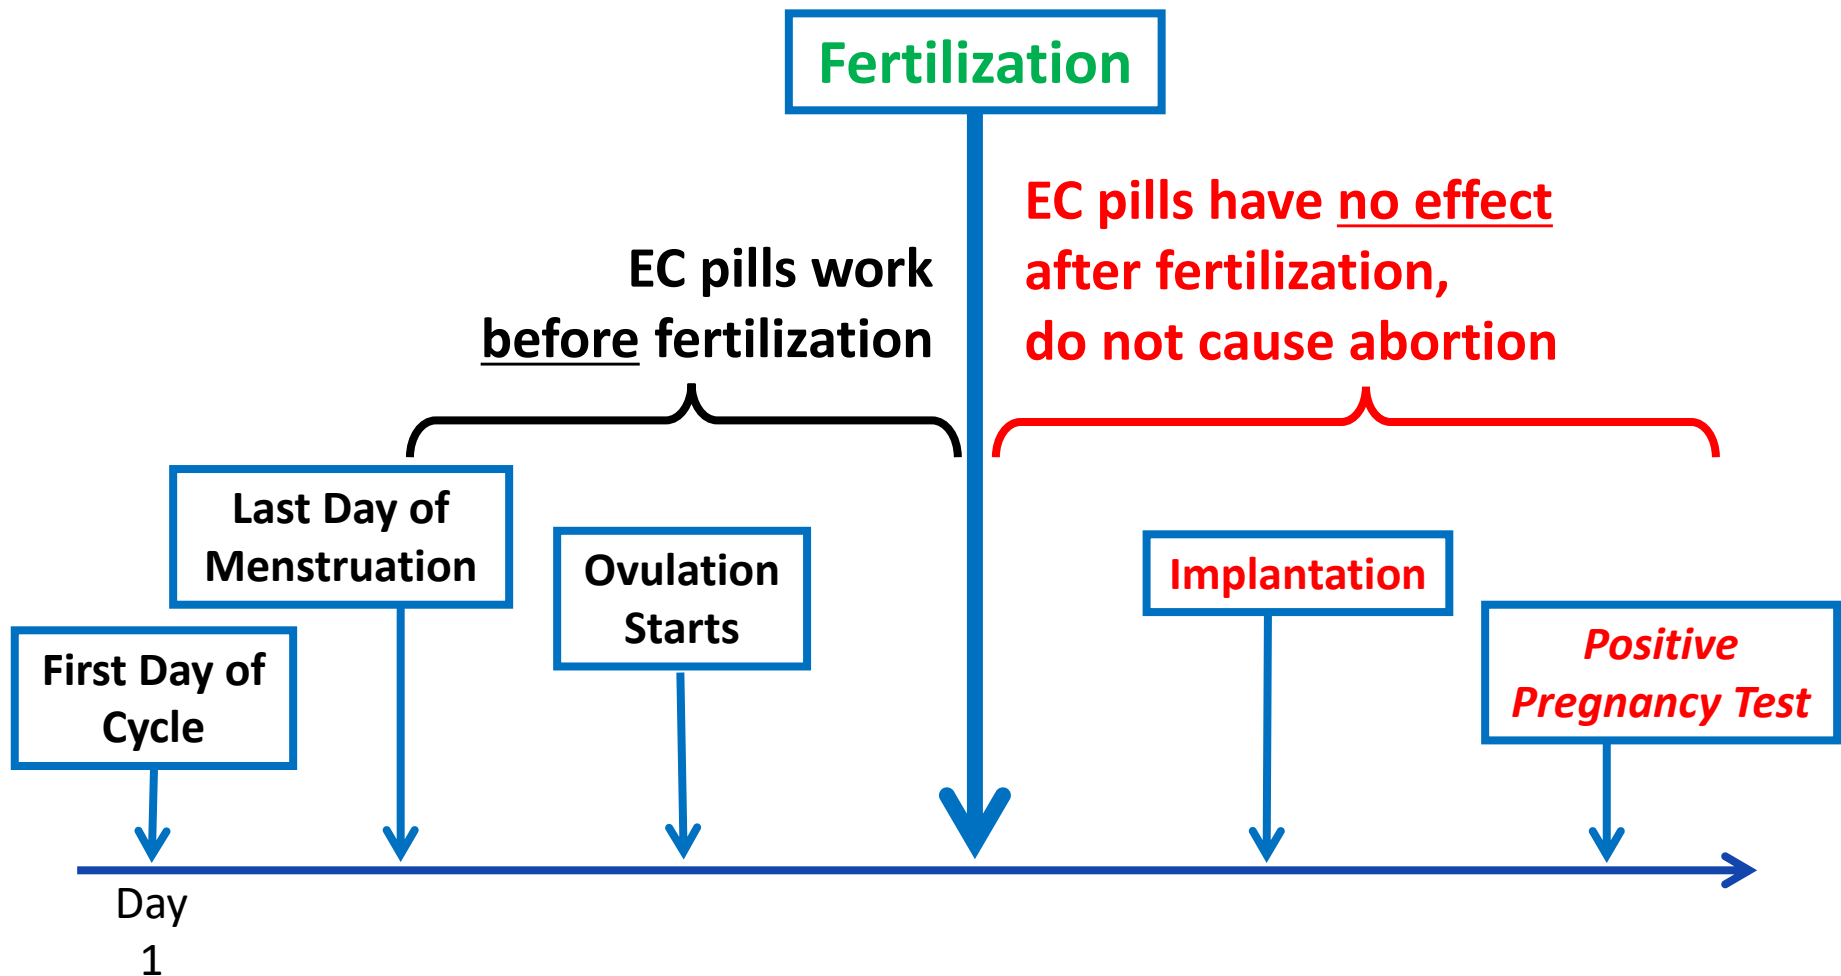 Fertilization
EC pills work
before fertilization
EC pills have no effect
after fertilization,
do not cause abortion
First Day of
Cycle
Last Day of
Menstruation
Ovulation
Starts
Implantation
Positive
Pregnancy Test
Day
1